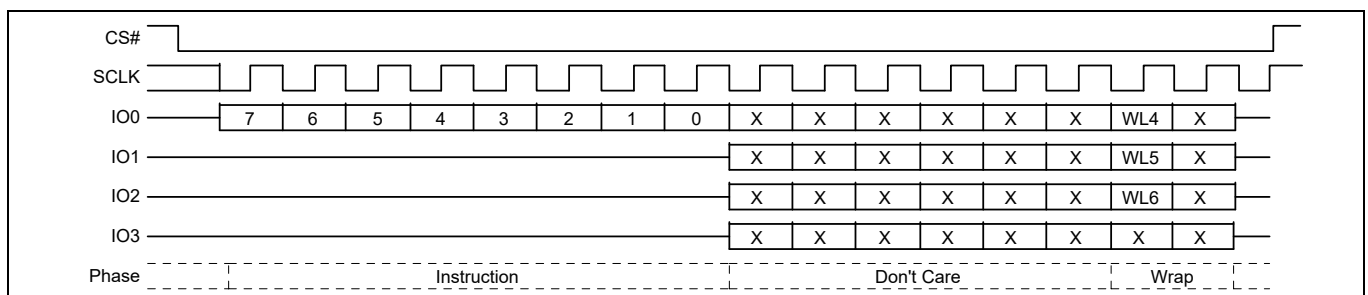 CS#
SCLK
IO0 7 6 5 4 3 2 1 0 X X X X X X WL4 X
IO1 X X X X X X WL5 X
IO2 X X X X X X WL6 X
IO3 X X X X X X X X
Phase Instruction Don't Care Wrap